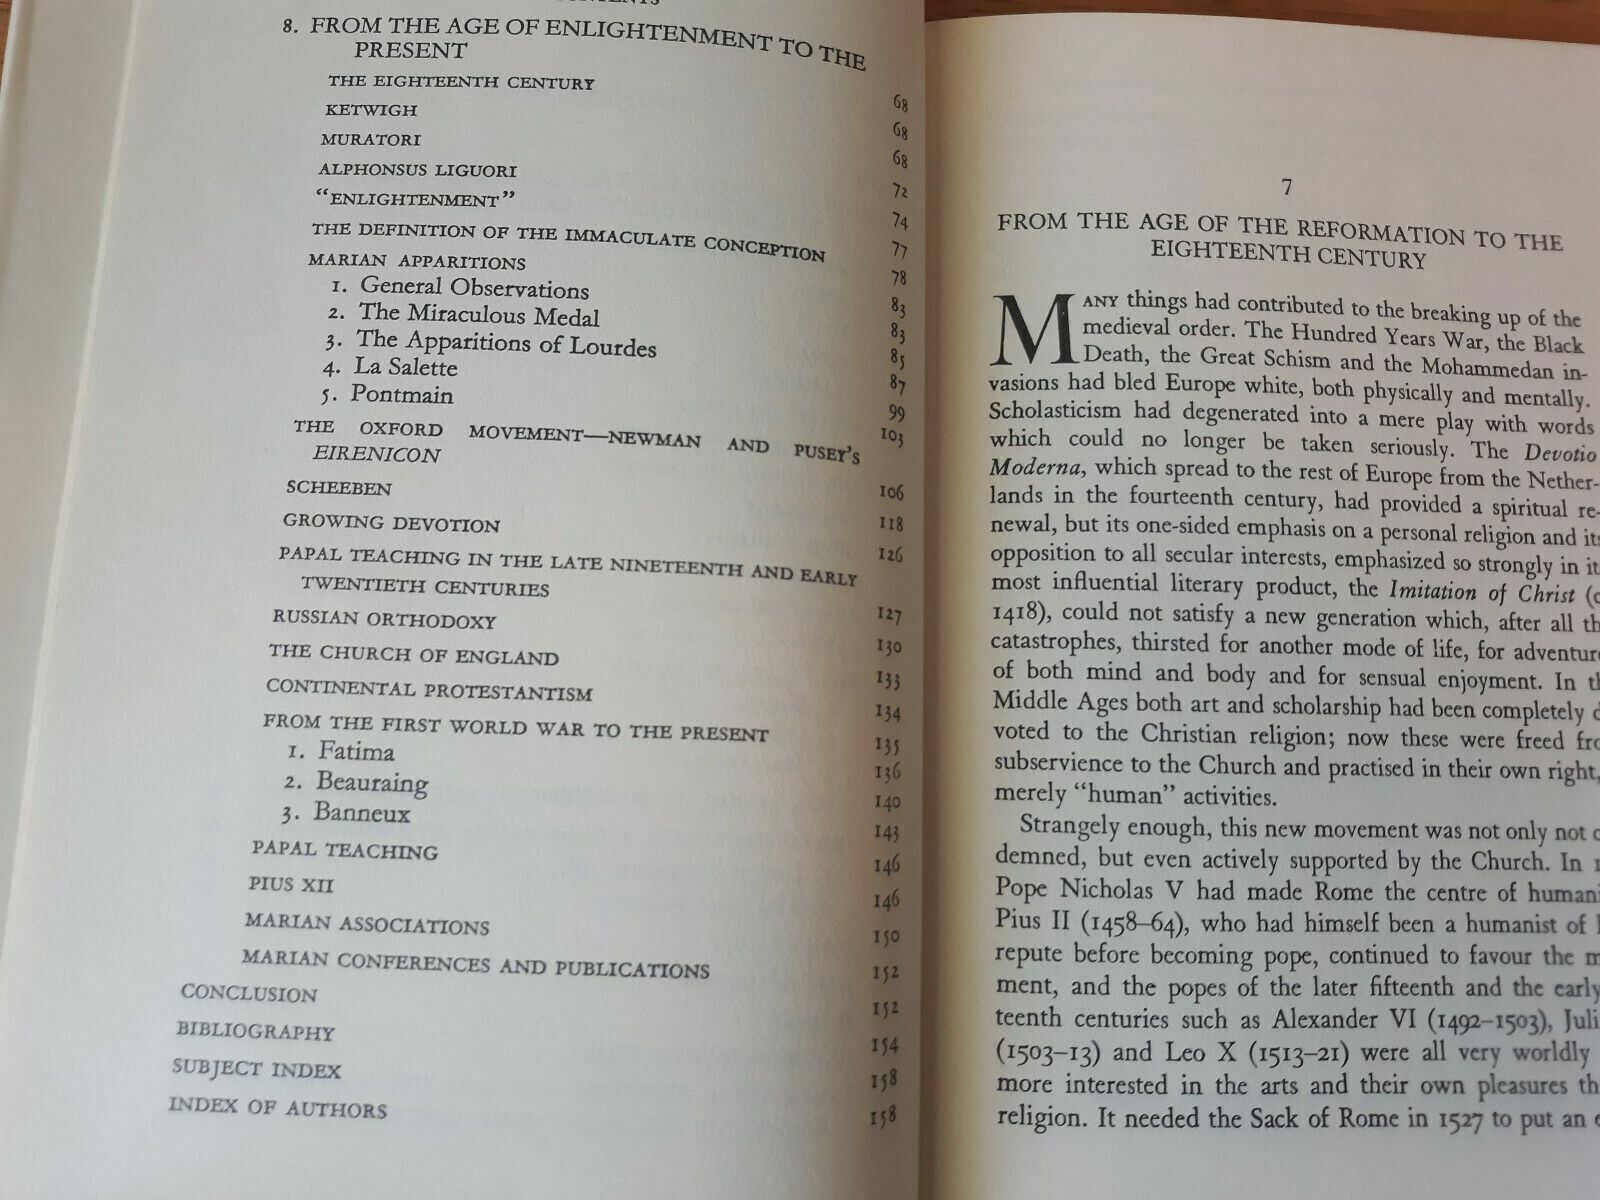 8. FROM THE AGE OF ENLIGHTENMENT TO THE
PRESENT 68
THE EIGHTEENTH CENTURY 68
KETWIGH 68
MURATORI 72
ALPHONSUS LIGUORI 74
“ENLIGHTENMENT” 77
THE DEFINITION OF THE IMMACULATE CONCEPTION 78
MARIAN APPARITIONS 83
1. General Observations 83
2. The Miraculous Medal 85
3. The Apparitions of Lourdes 87
4. La Salette 99
5. Pontmain 103
THE OXFORD MOVEMENT—NEWMAN AND PUSEY'S
EIRENICON 106
SCHEEBEN 118
GROWING DEVOTION 126
PAPAL TEACHING IN THE LATE NINETEENTH AND EARLY
TWENTIETH CENTURIES 127
RUSSIAN ORTHODOXY 130
THE CHURCH OF ENGLAND 133
CONTINENTAL PROTESTANTISM 134
FROM THE FIRST WORLD WAR TO THE PRESENT 135
1. Fatima 136
2. Beauraing 140
3. Banneux 143
PAPAL TEACHING 146
PIUS XII 146
MARIAN ASSOCIATIONS 150
MARIAN CONFERENCES AND PUBLICATIONS 152
CONCLUSION 152
BIBLIOGRAPHY 154
SUBJECT INDEX 158
INDEX OF AUTHORS 158
7
FROM THE AGE OF THE REFORMATION TO THE
EIGHTEENTH CENTURY
MANY things had contributed to the breaking up of the
medieval order. The Hundred Years War, the Black
Death, the Great Schism and the Mohammedan in-
vasions had bled Europe white, both physically and mentally.
Scholasticism had degenerated into a mere play with words
which could no longer be taken seriously. The Devotio
Moderna, which spread to the rest of Europe from the Nether-
lands in the fourteenth century, had provided a spiritual re-
newal, but its one-sided emphasis on a personal religion and its
opposition to all secular interests, emphasized so strongly in
most influential literary product, the Imitation of Christ
1418), could not satisfy a new generation which, after all
catastrophes, thirsted for another mode of life, for adventure
of both mind and body and for sensual enjoyment. In
Middle Ages both art and scholarship had been completely
voted to the Christian religion; now these were freed
subservience to the Church and practised in their own right,
merely “human” activities.
Strangely enough, this new movement was not only not
demned, but even actively supported by the Church. In
Pope Nicholas V had made Rome the centre of
Pius II (1458–64), who had himself been a humanist of
repute before becoming pope, continued to favour the
ment, and the popes of the later fifteenth and the early
teenth centuries such as Alexander VI (1492–1503),
(1503–13) and Leo X (1513–21) were all very worldly
more interested in the arts and their own pleasures
religion. It needed the Sack of Rome in 1527 to put an